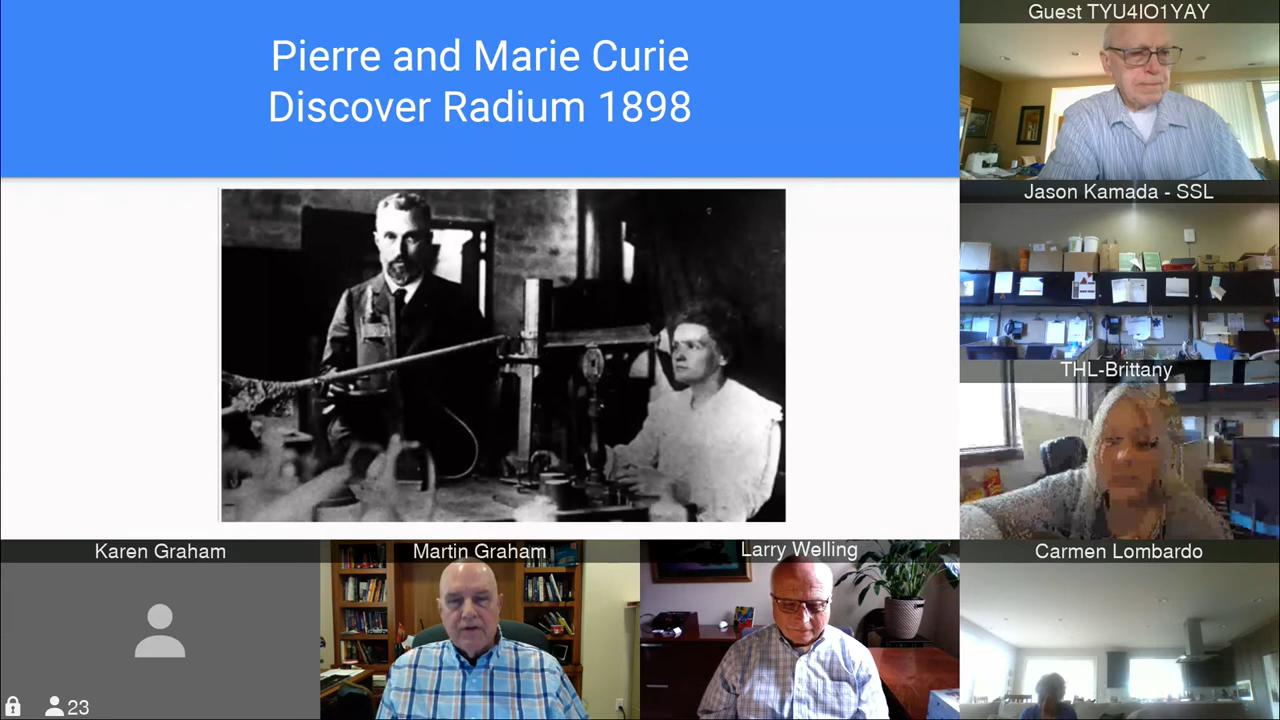 Pierre and Marie Curie
Discover Radium 1898
Guest TYU4IO1YAY
Jason Kamada - SSL
THL-Brittany
Karen Graham
Martin Graham
Larry Welling
Carmen Lombardo
23